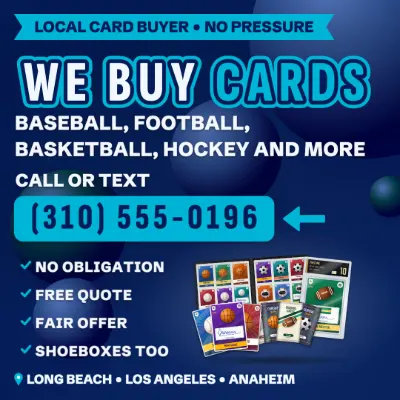 LOCAL CARD BUYER • NO PRESSURE
WE BUY CARDS
BASEBALL, FOOTBALL,
BASKETBALL, HOCKEY AND MORE
CALL OR TEXT
(310) 555-0196
NO OBLIGATION
FREE QUOTE
FAIR OFFER
SHOEBOXES TOO
10
LONG BEACH • LOS ANGELES • ANAHEIM